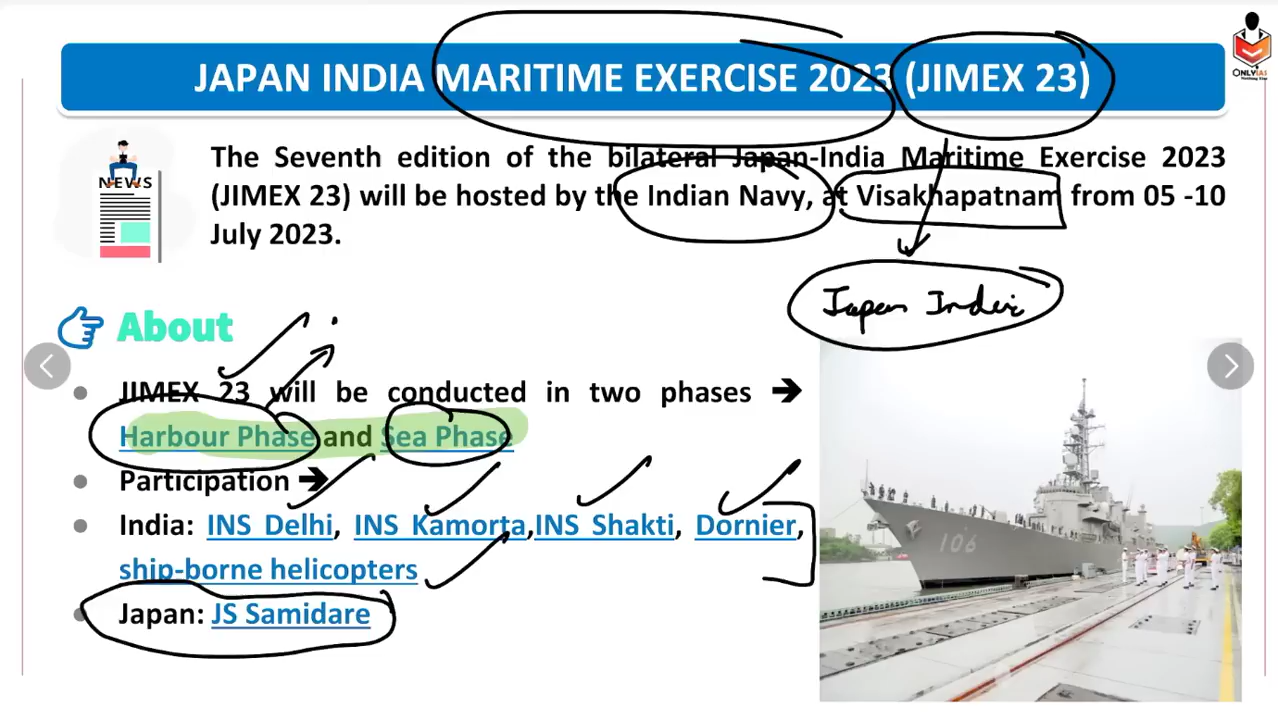 JAPAN INDIA MARITIME EXERCISE 2023 (JIMEX 23)
ONLYIAS
NEWS
The Seventh edition of the bilateral Japan-India Maritime Exercise 2023
(JIMEX 23) will be hosted by the Indian Navy, at Visakhapatnam from 05 -10
July 2023.
Japan India
About
JIMEX 23 will be conducted in two phases ➔
Harbour Phase and Sea Phase
Participation ➔
India: INS Delhi, INS Kamorta,INS Shakti, Dornier,
ship-borne helicopters
Japan: JS Samidare
106